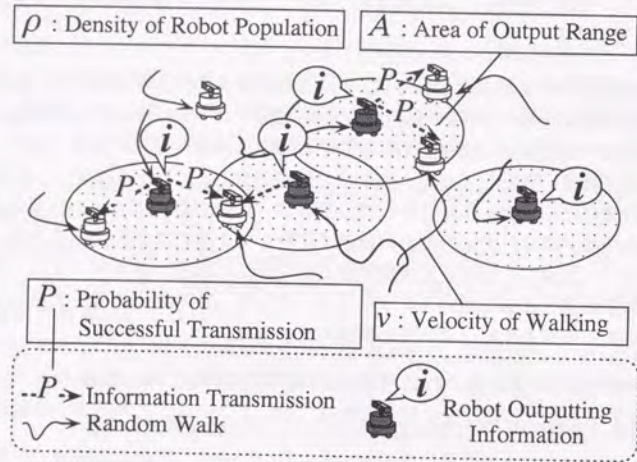 ρ : Density of Robot Population
A : Area of Output Range
P
i
P
i
i
P
P
i
P : Probability of
Successful Transmission
v : Velocity of Walking
P
Information Transmission
Random Walk
i
Robot Outputting
Information